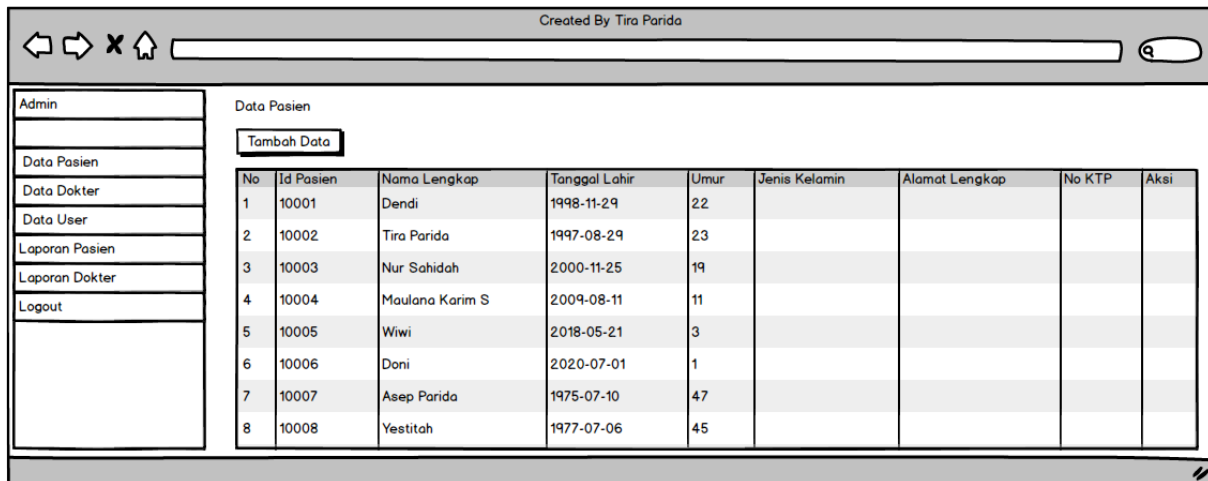 Created By Tira Parida
Admin
Data Pasien
Data Dokter
Data User
Laporan Pasien
Laporan Dokter
Logout
Data Pasien
Tambah Data
No Id Pasien Nama Lengkap Tanggal Lahir Umur Jenis Kelamin Alamat Lengkap No KTP Aksi
1 10001 Dendi 1998-11-29 22
2 10002 Tira Parida 1997-08-29 23
3 10003 Nur Sahidah 2000-11-25 19
4 10004 Maulana Karim S 2009-08-11 11
5 10005 Wiwi 2018-05-21 3
6 10006 Doni 2020-07-01 1
7 10007 Asep Parida 1975-07-10 47
8 10008 Yestitah 1977-07-06 45